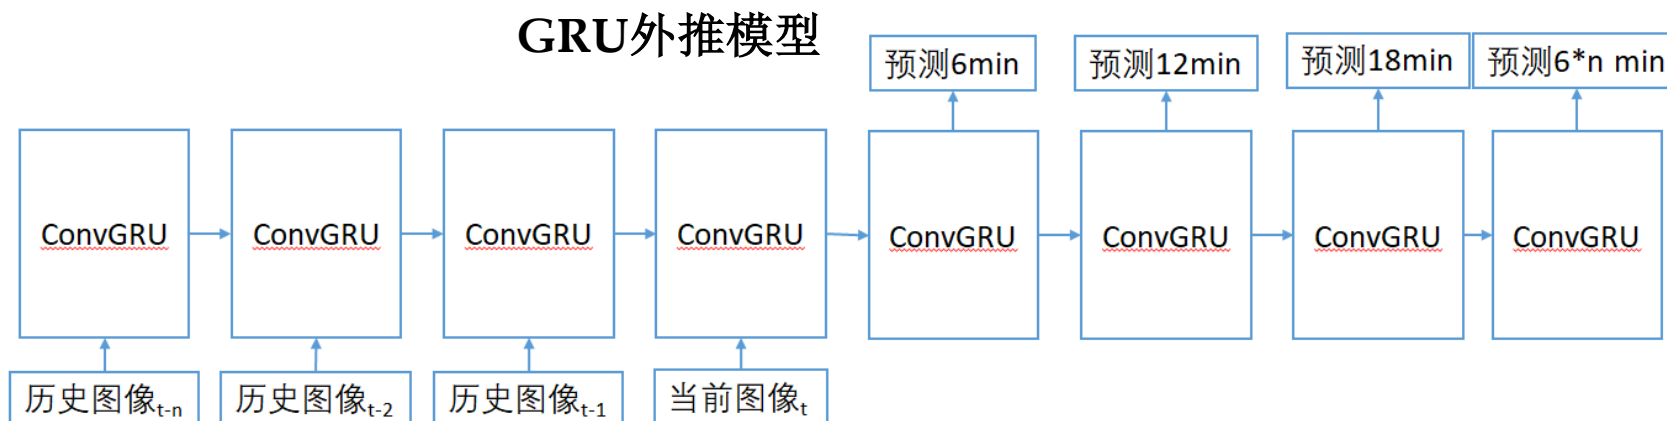 GRU外推模型
预测6min
预测12min
预测18min
预测6*n min
ConvGRU
ConvGRU
ConvGRU
ConvGRU
ConvGRU
ConvGRU
ConvGRU
ConvGRU
历史图像t-n
历史图像t-2
历史图像t-1
当前图像t